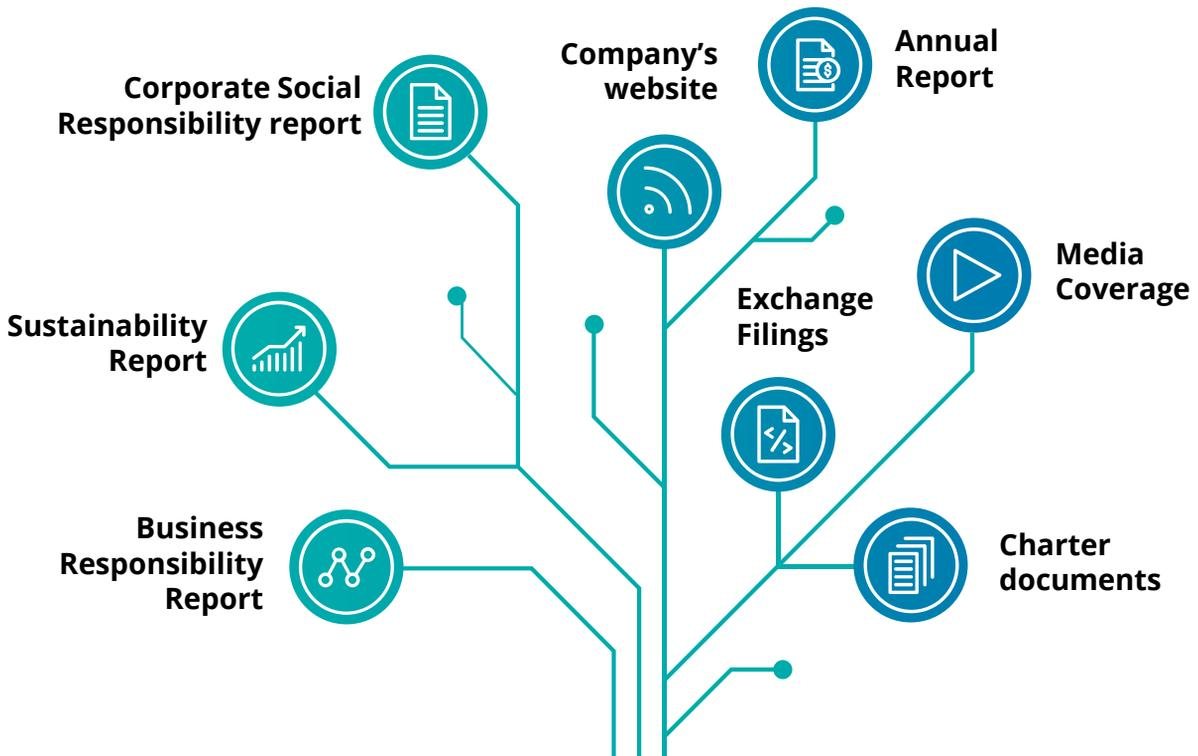 Company’s
website
Annual
Report
Corporate Social
Responsibility report
Media
Coverage
Exchange
Filings
Sustainability
Report
Business
Responsibility
Report
Charter
documents